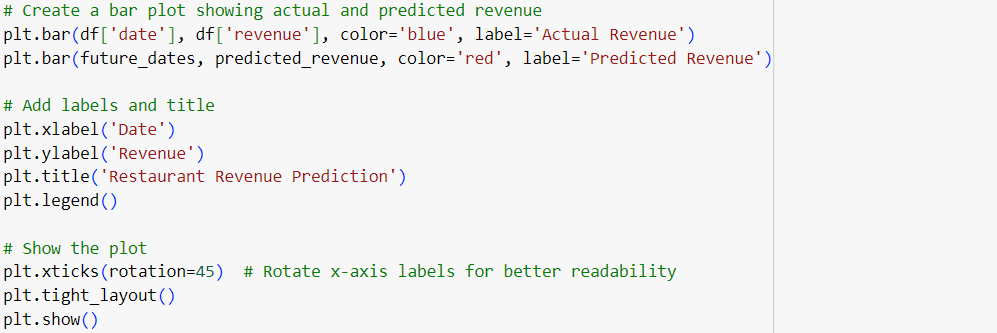 # Create a bar plot showing actual and predicted revenue
plt.bar(df['date'], df['revenue'], color='blue', label='Actual Revenue')
plt.bar(future_dates, predicted_revenue, color='red', label='Predicted Revenue')
# Add labels and title
plt.xlabel('Date')
plt.ylabel('Revenue')
plt.title('Restaurant Revenue Prediction')
plt.legend()
# Show the plot
plt.xticks(rotation=45)  # Rotate x-axis labels for better readability
plt.tight_layout()
plt.show()